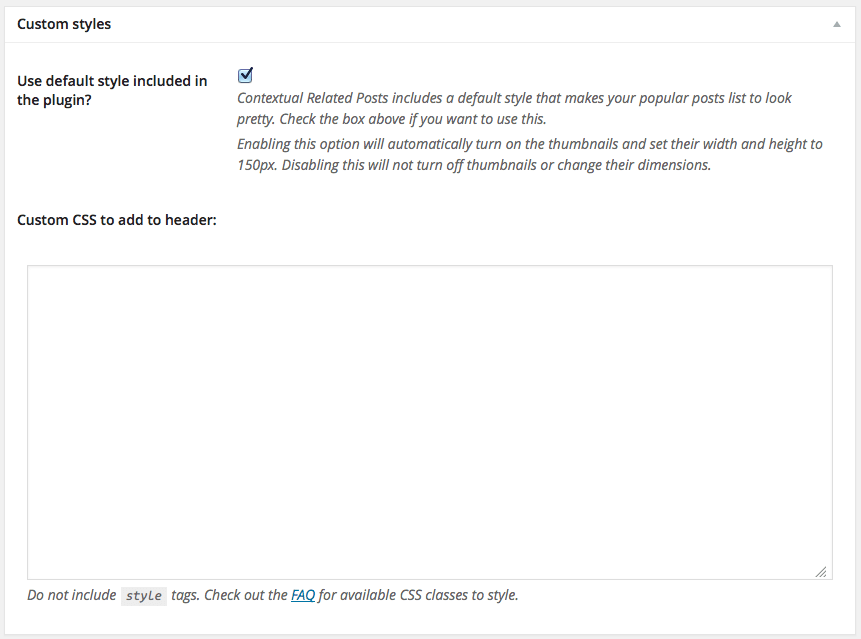 Custom styles
Use default style included in
the plugin?
Contextual Related Posts includes a default style that makes your popular posts list to look
pretty. Check the box above if you want to use this.
Enabling this option will automatically turn on the thumbnails and set their width and height to
150px. Disabling this will not turn off thumbnails or change their dimensions.
Custom CSS to add to header:
Do not include style tags. Check out the FAQ for available CSS classes to style.